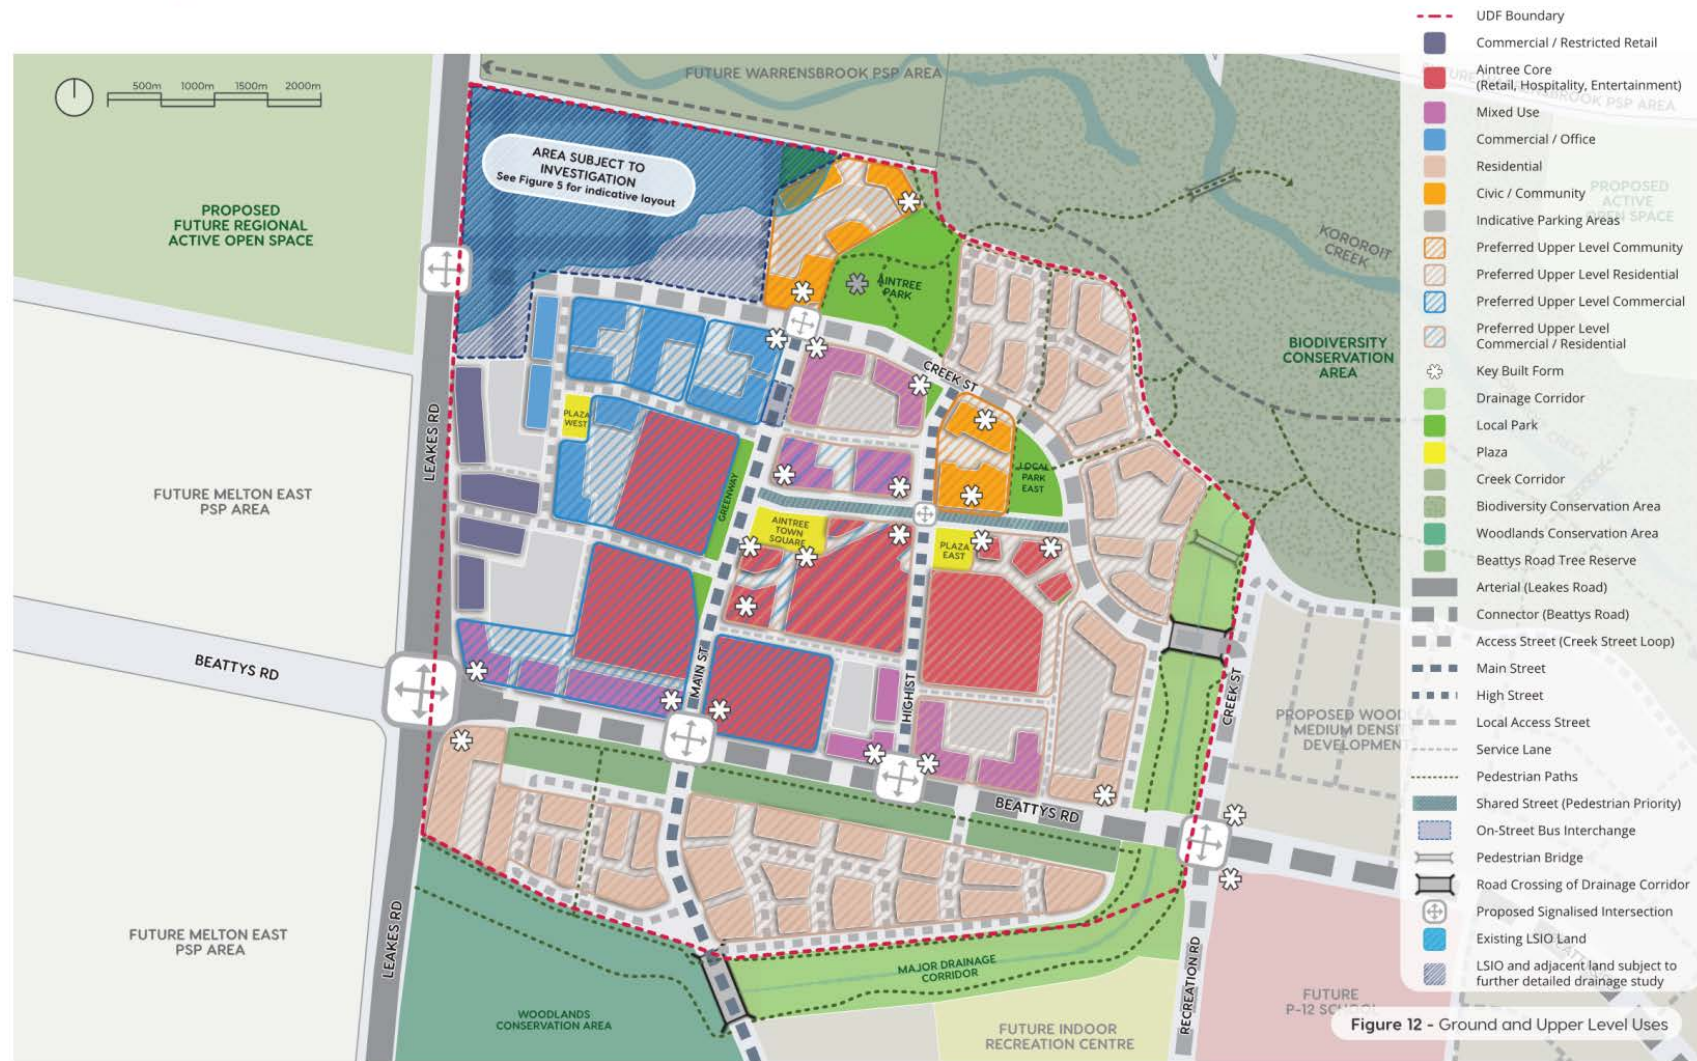 500m 1000m 1500m 2000m
FUTURE WARRENSBROOK PSP AREA
AREA SUBJECT TO
INVESTIGATION
See Figure 5 for indicative layout
PROPOSED
FUTURE REGIONAL
ACTIVE OPEN SPACE
AINTREE
PARK
KOROROIT
CREEK
BIODIVERSITY
CONSERVATION
AREA
CREEK ST
LEAKES RD
PLAZA
WEST
GREENWAY
LOCAL
PARK
EAST
AINTREE
TOWN
SQUARE
PLAZA
EAST
FUTURE MELTON EAST
PSP AREA
BEATTYS RD
MAIN ST
HIGH ST
CREEK ST
PROPOSED WOODLEA
MEDIUM DENSITY
DEVELOPMENT
BEATTYS RD
FUTURE MELTON EAST
PSP AREA
LEAKES RD
MAJOR DRAINAGE
CORRIDOR
RECREATION RD
WOODLANDS
CONSERVATION AREA
FUTURE INDOOR
RECREATION CENTRE
FUTURE
P-12 SCHOOL
UDF Boundary
Commercial / Restricted Retail
Aintree Core
(Retail, Hospitality, Entertainment)
Mixed Use
Commercial / Office
Residential
Civic / Community
PROPOSED
ACTIVE
OPEN SPACE
Indicative Parking Areas
Preferred Upper Level Community
Preferred Upper Level Residential
Preferred Upper Level Commercial
Preferred Upper Level
Commercial / Residential
Key Built Form
Drainage Corridor
Local Park
Plaza
Creek Corridor
Biodiversity Conservation Area
Woodlands Conservation Area
Beattys Road Tree Reserve
Arterial (Leakes Road)
Connector (Beattys Road)
Access Street (Creek Street Loop)
Main Street
High Street
Local Access Street
Service Lane
Pedestrian Paths
Shared Street (Pedestrian Priority)
On-Street Bus Interchange
Pedestrian Bridge
Road Crossing of Drainage Corridor
Proposed Signalised Intersection
Existing LSIO Land
LSIO and adjacent land subject to
further detailed drainage study
Figure 12 - Ground and Upper Level Uses